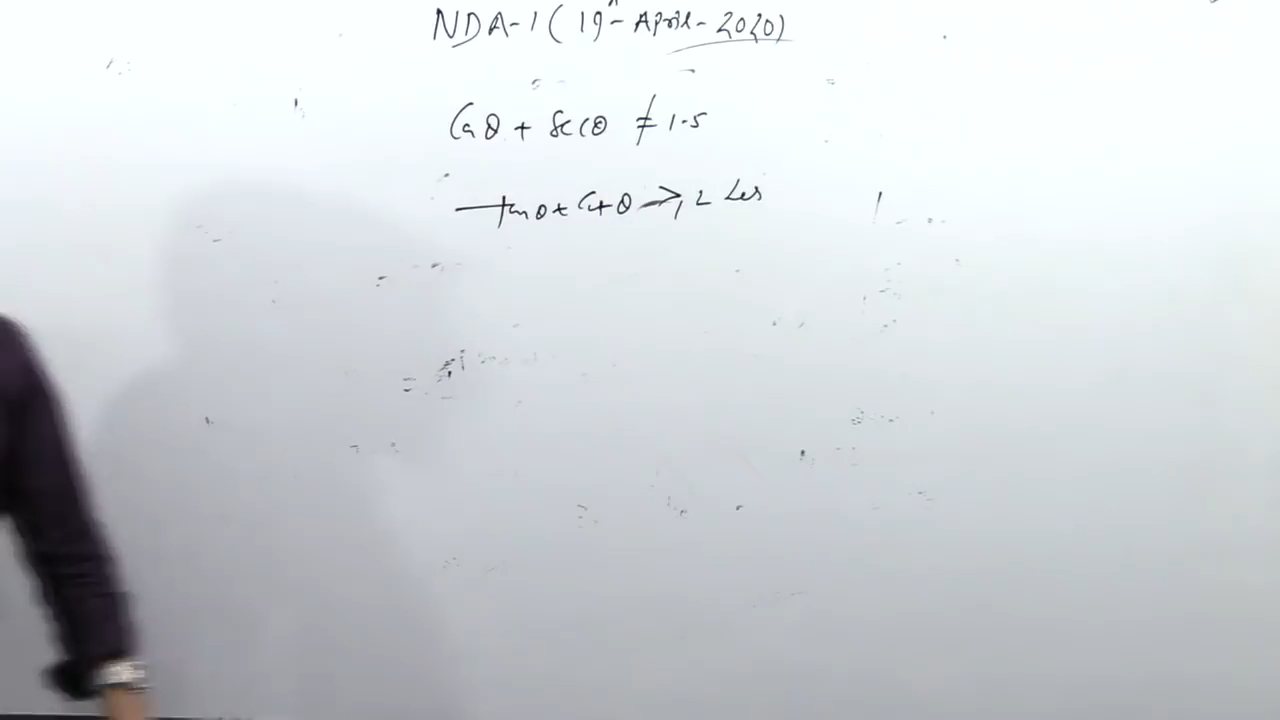 NDA-1 ( 19th - April - 2020)
Cos θ + Sec θ ≠ 1.5
tan θ + Cot θ ≥, 2